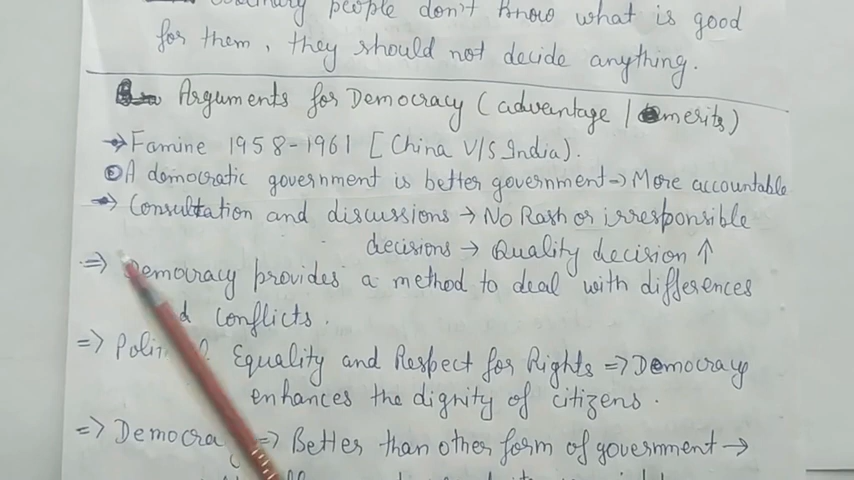 ordinary people don't know what is good
for them, they should not decide anything.
Arguments for Democracy (advantage / merits)
→ Famine 1958-1961 [China V/S India).
A democratic government is better government → More accountable
→ Consultation and discussions → No Rash or irresponsible
decisions → Quality decision ↑
⇒ Democracy provides a method to deal with differences
conflicts.
⇒ Equality and Respect for Rights ⇒ Democracy
enhances the dignity of citizens.
⇒ ⇒ Better than other form of government →